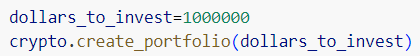 dollars_to_invest=1000000
crypto.create_portfolio(dollars_to_invest)